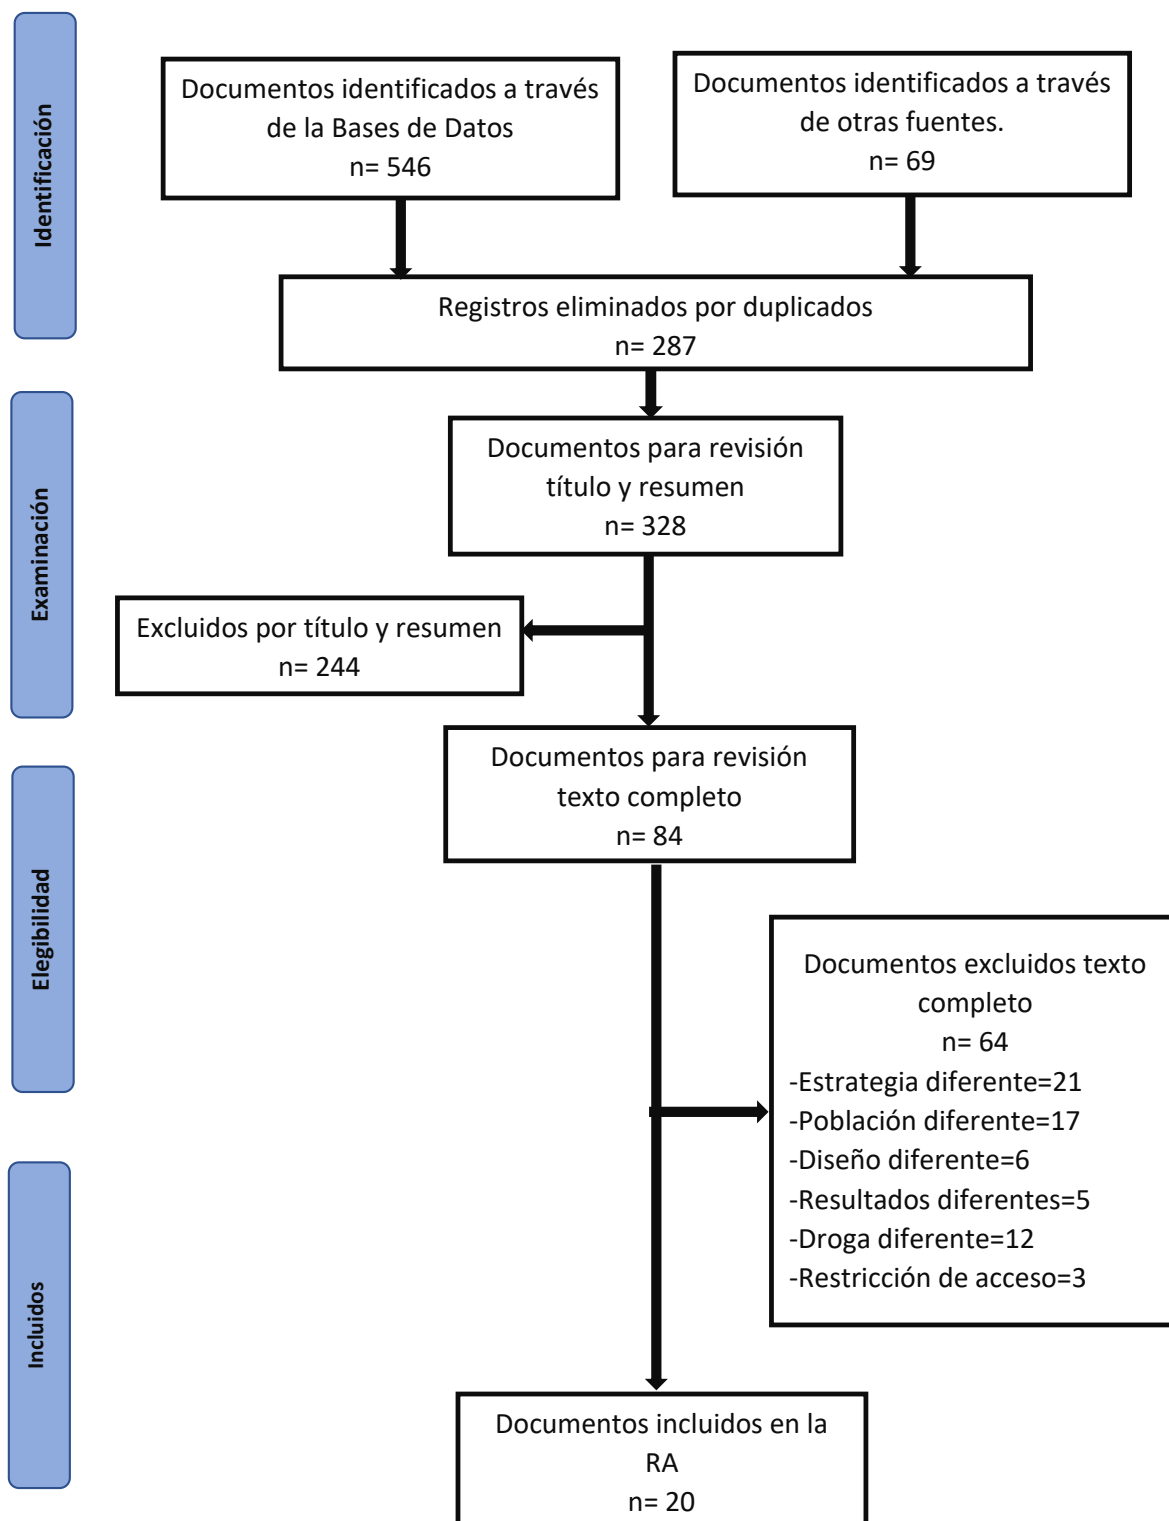 Identificación
Documentos identificados a través
de la Bases de Datos
n= 546
Documentos identificados a través
de otras fuentes.
n= 69
Registros eliminados por duplicados
n= 287
Examinación
Documentos para revisión
título y resumen
n= 328
Excluidos por título y resumen
n= 244
Documentos para revisión
texto completo
n= 84
Elegibilidad
Documentos excluidos texto
completo
n= 64
-Estrategia diferente=21
-Población diferente=17
-Diseño diferente=6
-Resultados diferentes=5
-Droga diferente=12
-Restricción de acceso=3
Incluidos
Documentos incluidos en la
RA
n= 20